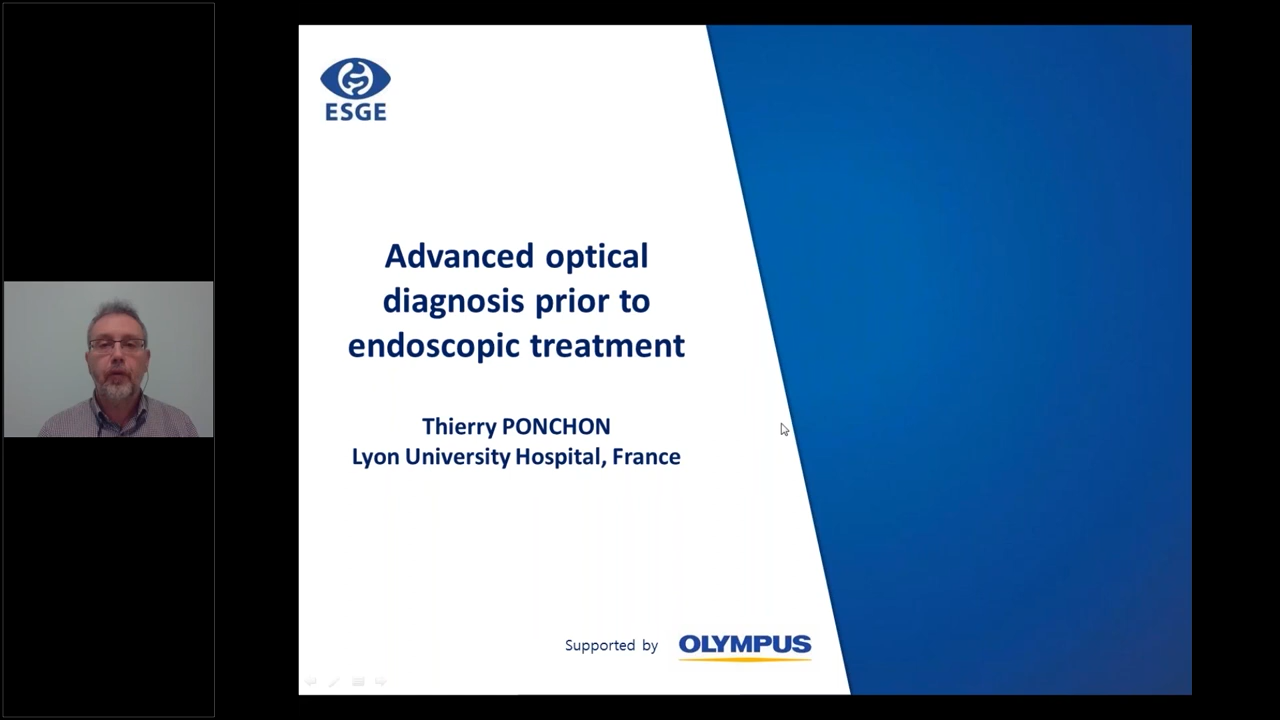 ESGE
Advanced optical
diagnosis prior to
endoscopic treatment
Thierry PONCHON
Lyon University Hospital, France
Supported by OLYMPUS